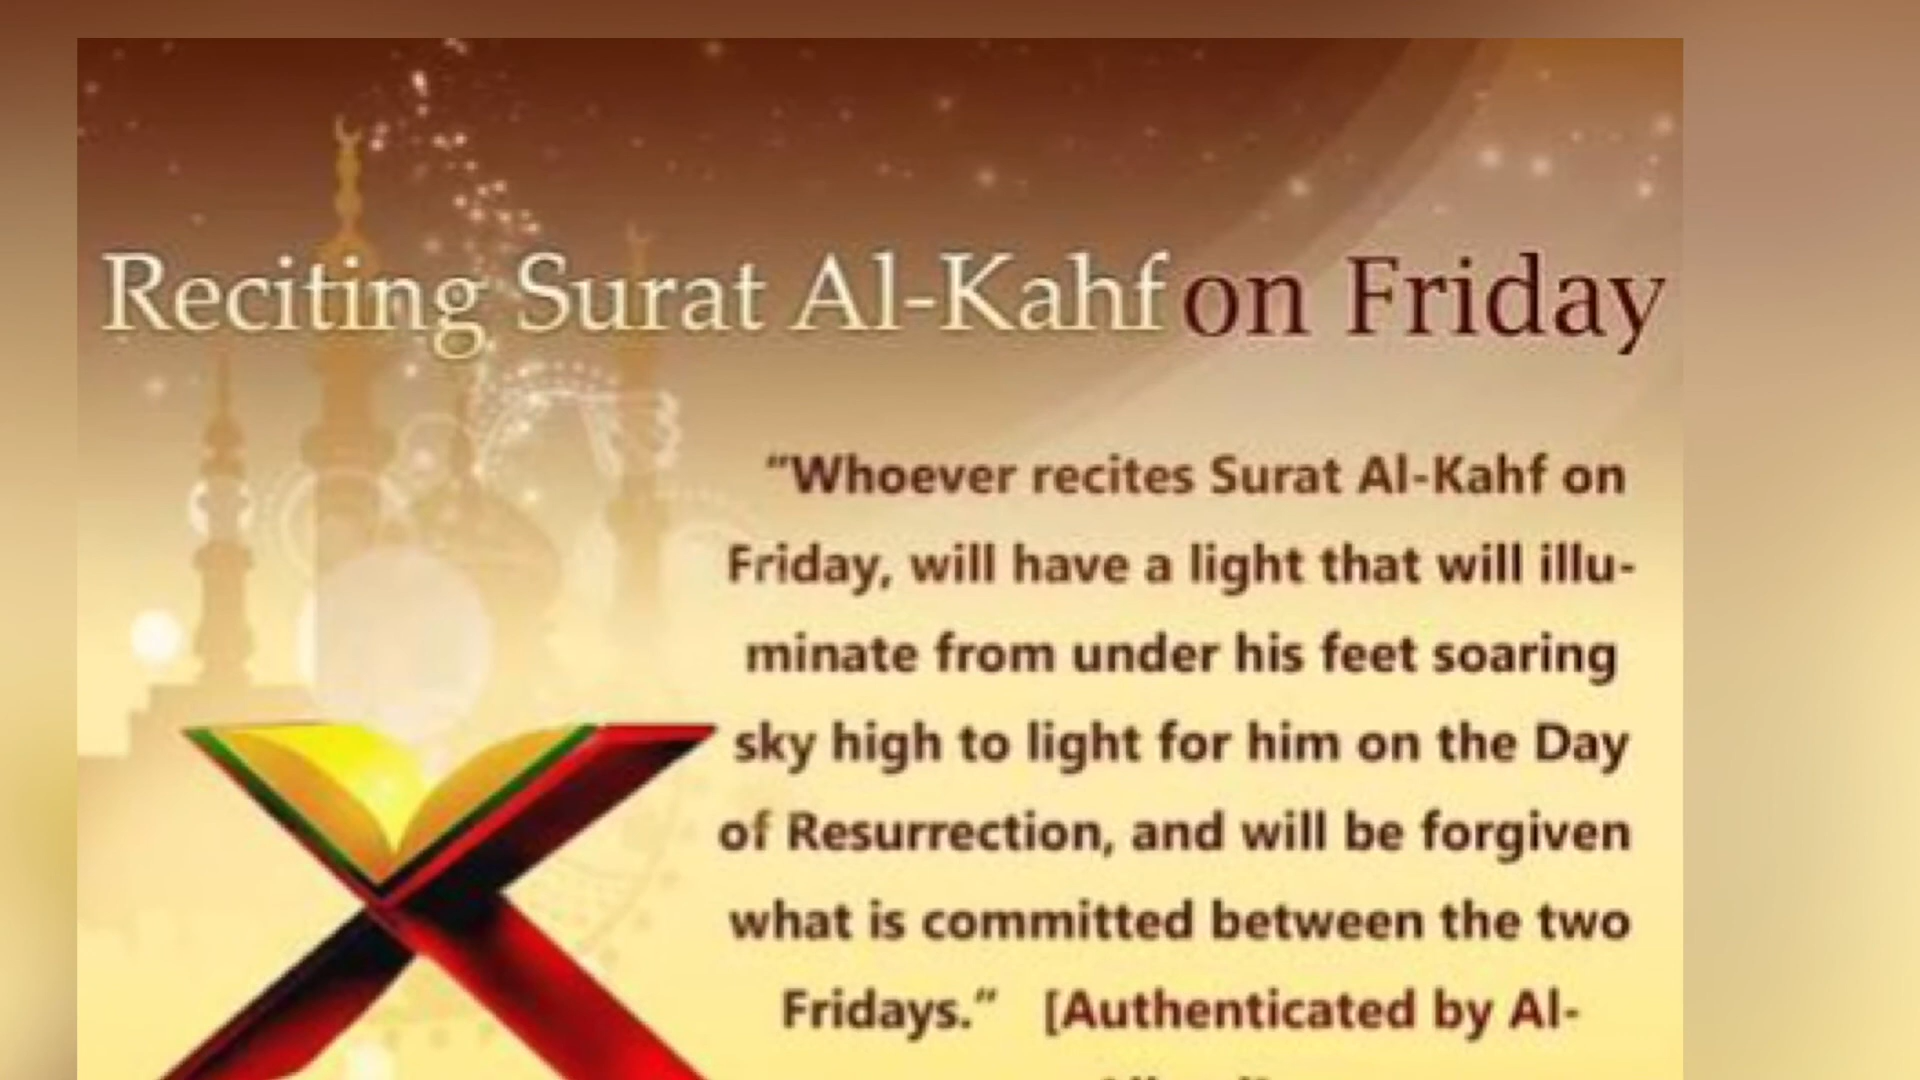 Reciting Surat Al-Kahf on Friday
“Whoever recites Surat Al-Kahf on
Friday, will have a light that will illu-
minate from under his feet soaring
sky high to light for him on the Day
of Resurrection, and will be forgiven
what is committed between the two
Fridays.” [Authenticated by Al-